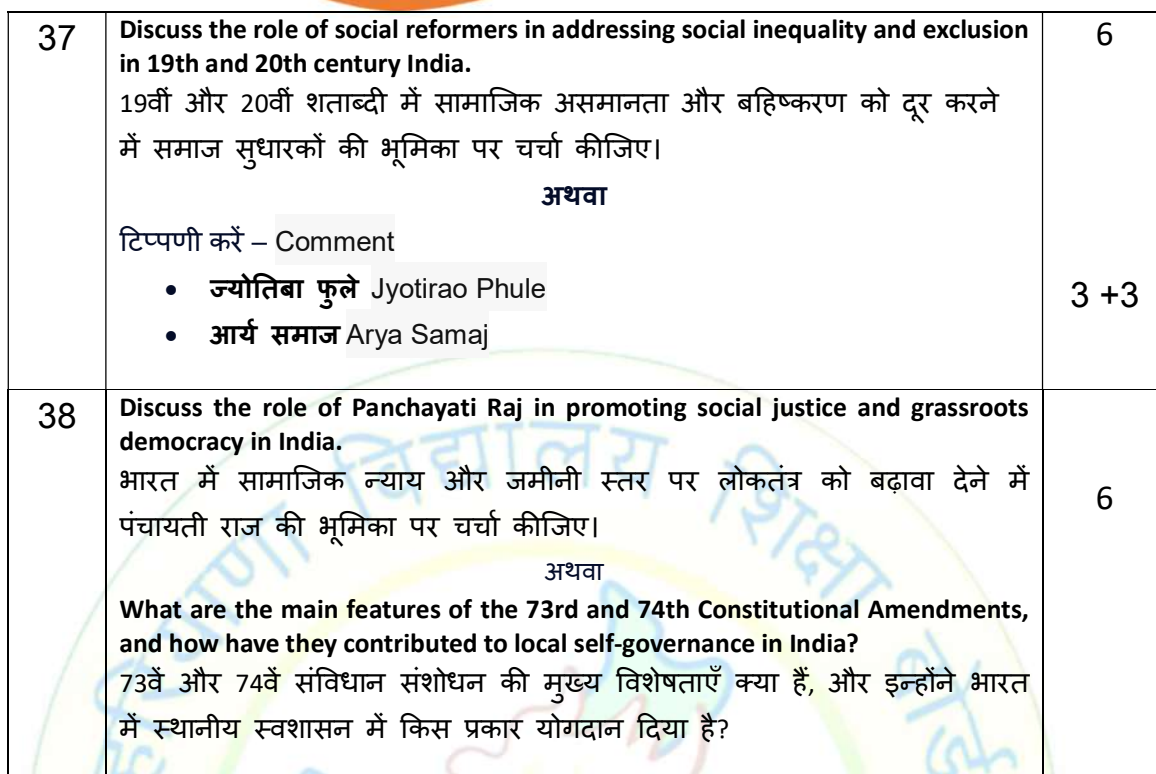 37
Discuss the role of social reformers in addressing social inequality and exclusion
6
in 19th and 20th century India.
19वीं और 20वीं शताब्दी में सामाजिक असमानता और बहिष्करण को दूर करने
में समाज सुधारकों की भूमिका पर चर्चा कीजिए।
अथवा
टिप्पणी करें – Comment
• ज्योतिबा फुले Jyotirao Phule
3 +3
• आर्य समाज Arya Samaj
38
Discuss the role of Panchayati Raj in promoting social justice and grassroots
democracy in India.
भारत में सामाजिक न्याय और जमीनी स्तर पर लोकतंत्र को बढ़ावा देने में
6
पंचायती राज की भूमिका पर चर्चा कीजिए।
अथवा
What are the main features of the 73rd and 74th Constitutional Amendments,
and how have they contributed to local self-governance in India?
73वें और 74वें संविधान संशोधन की मुख्य विशेषताएँ क्या हैं, और इन्होंने भारत
में स्थानीय स्वशासन में किस प्रकार योगदान दिया है?
विद्यालय शिक्षा